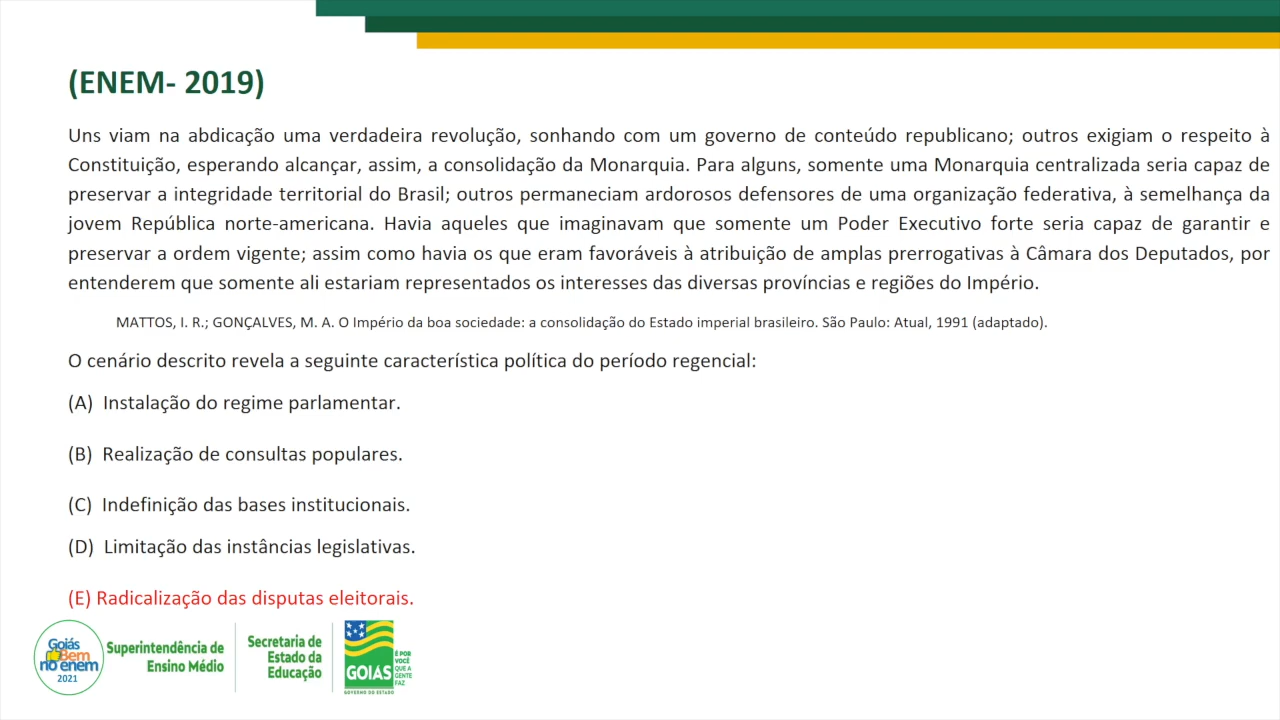 (ENEM- 2019)
Uns viam na abdicação uma verdadeira revolução, sonhando com um governo de conteúdo republicano; outros exigiam o respeito à
Constituição, esperando alcançar, assim, a consolidação da Monarquia. Para alguns, somente uma Monarquia centralizada seria capaz de
preservar a integridade territorial do Brasil; outros permaneciam ardorosos defensores de uma organização federativa, à semelhança da
jovem República norte-americana. Havia aqueles que imaginavam que somente um Poder Executivo forte seria capaz de garantir e
preservar a ordem vigente; assim como havia os que eram favoráveis à atribuição de amplas prerrogativas à Câmara dos Deputados, por
entenderem que somente ali estariam representados os interesses das diversas províncias e regiões do Império.
MATTOS, I. R.; GONÇALVES, M. A. O Império da boa sociedade: a consolidação do Estado imperial brasileiro. São Paulo: Atual, 1991 (adaptado).
O cenário descrito revela a seguinte característica política do período regencial:
(A) Instalação do regime parlamentar.
(B) Realização de consultas populares.
(C) Indefinição das bases institucionais.
(D) Limitação das instâncias legislativas.
(E) Radicalização das disputas eleitorais.
Goiás
Bem
no enem
2021
Superintendência de
Ensino Médio
Secretaria de
Estado da
Educação
GOIÁS
GOVERNO DO ESTADO
É POR
VOCÊ
QUE A
GENTE
FAZ.